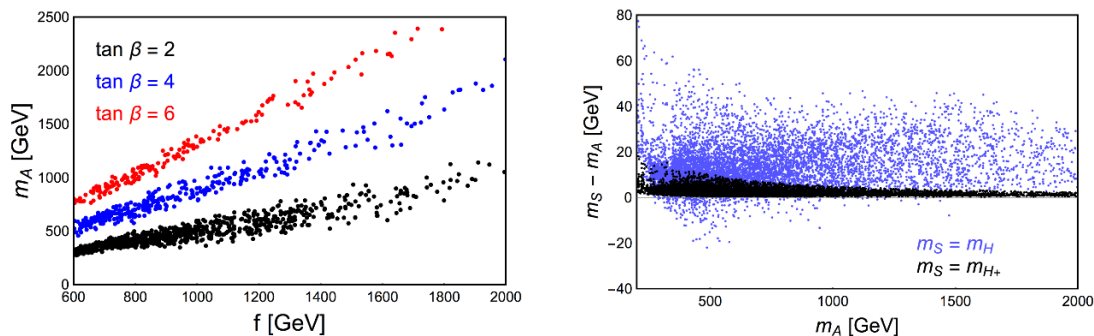 2500
2000
1500
1000
500
0
m_A [GeV]
tan β = 2
tan β = 4
tan β = 6
600 800 1000 1200 1400 1600 1800 2000
f [GeV]
80
60
40
20
0
−20
−40
m_S − m_A [GeV]
m_S = m_H
m_S = m_H+
500 1000 1500 2000
m_A [GeV]